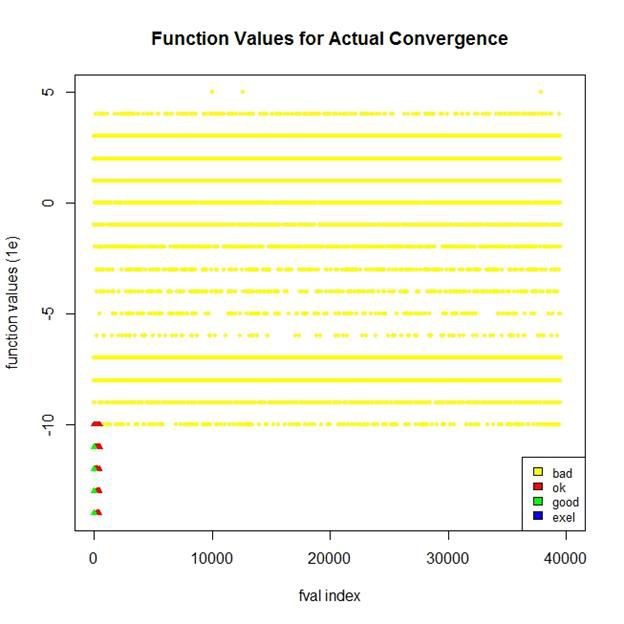 Function Values for Actual Convergence
function values (1e)
5
0
-5
-10
0
10000
20000
30000
40000
fval index
bad
ok
good
exel